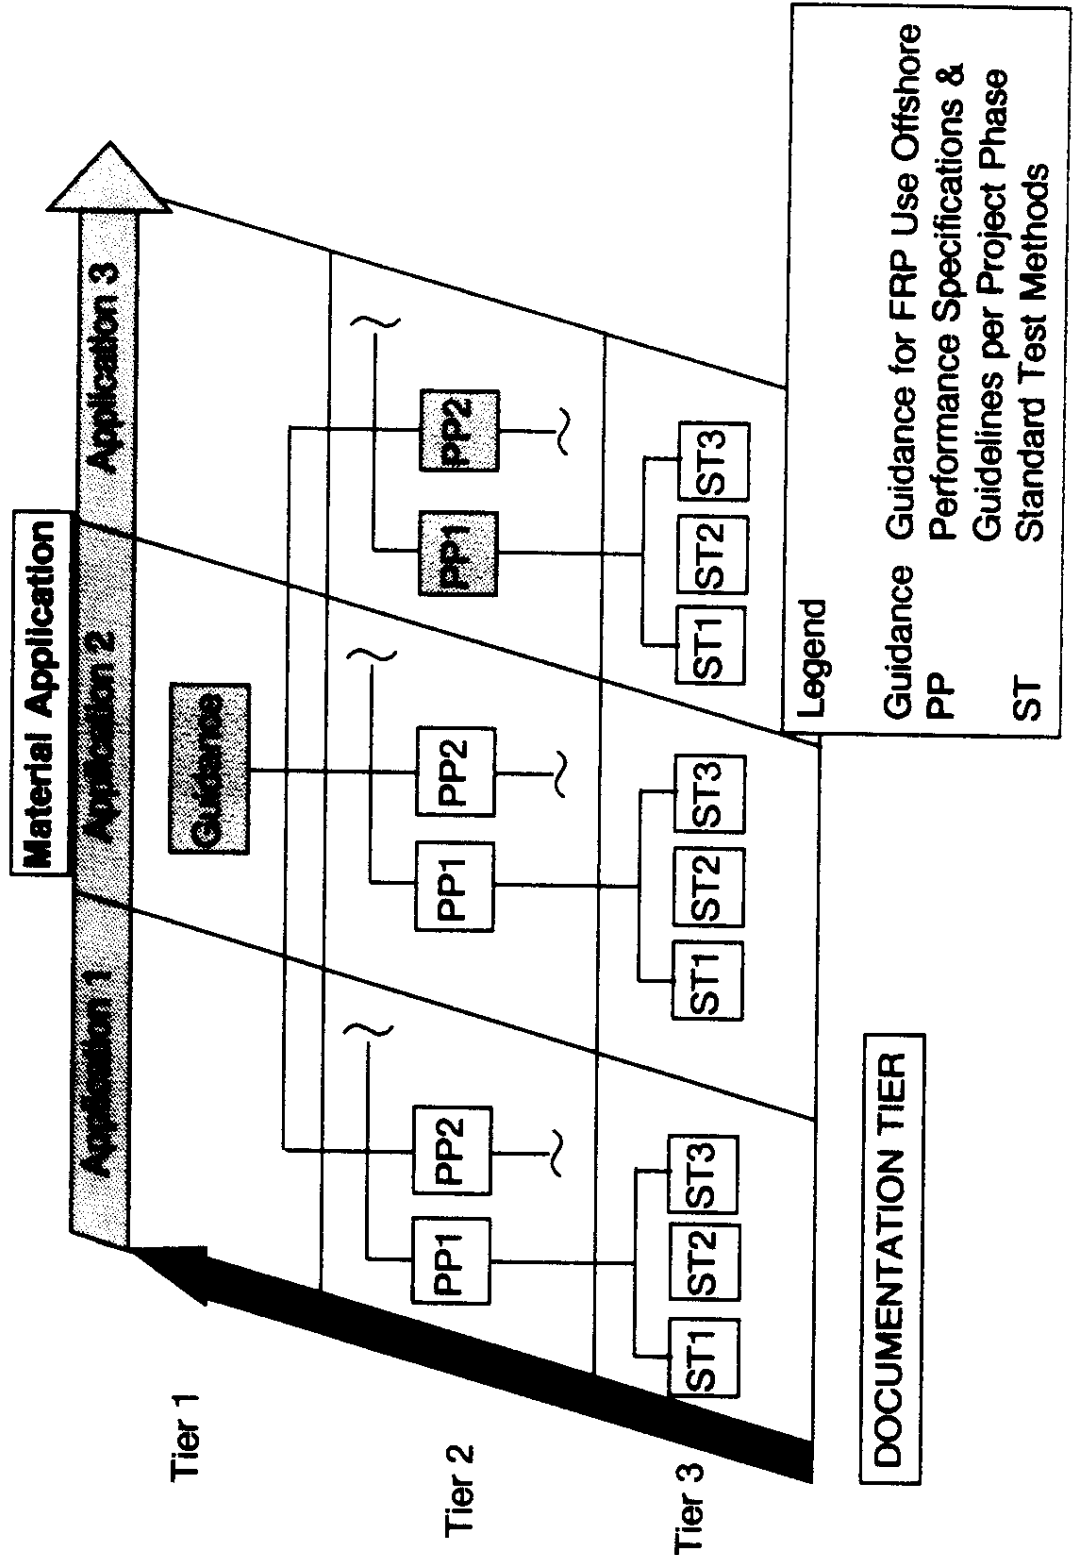 Material Application
Application 1
Application 2
Application 3
Tier 1
Guidance
Tier 2
PP1
PP2
PP1
PP2
PP1
PP2
Tier 3
ST1
ST2
ST3
ST1
ST2
ST3
ST1
ST2
ST3
DOCUMENTATION TIER
Legend
Guidance Guidance for FRP Use Offshore
PP Performance Specifications &
Guidelines per Project Phase
ST Standard Test Methods